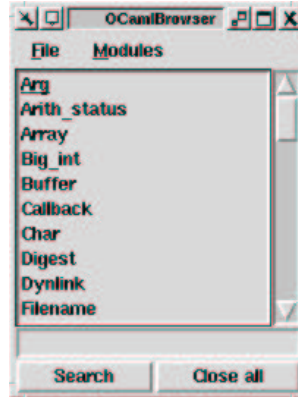 OCamlBrowser
File Modules
Arg
Arith_status
Array
Big_int
Buffer
Callback
Char
Digest
Dynlink
Filename
Search Close all